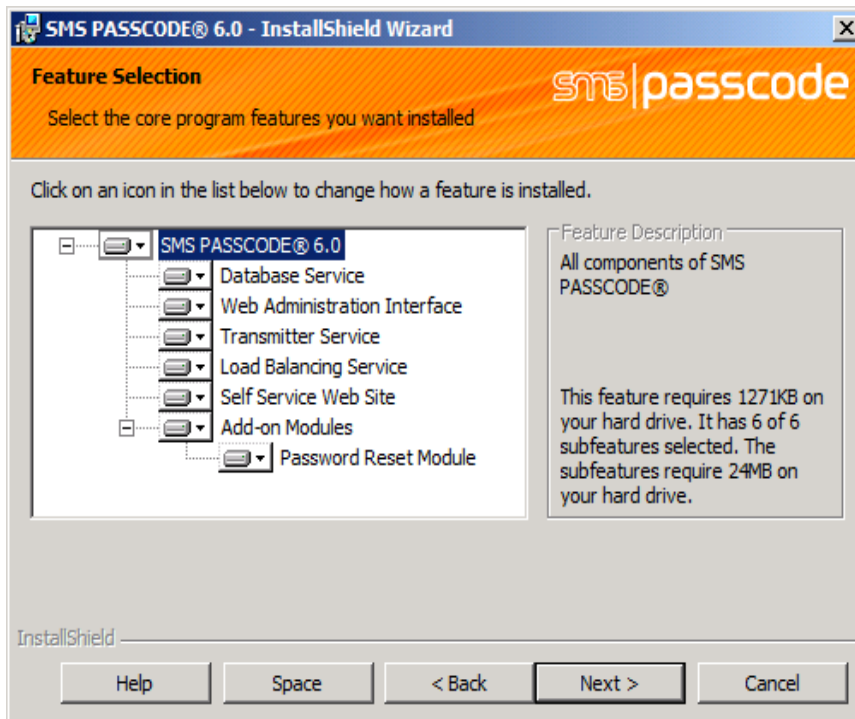 SMS PASSCODE® 6.0 - InstallShield Wizard
Feature Selection
Select the core program features you want installed
sms|passcode
Click on an icon in the list below to change how a feature is installed.
SMS PASSCODE® 6.0
Database Service
Web Administration Interface
Transmitter Service
Load Balancing Service
Self Service Web Site
Add-on Modules
Password Reset Module
Feature Description
All components of SMS
PASSCODE®
This feature requires 1271KB on
your hard drive. It has 6 of 6
subfeatures selected. The
subfeatures require 24MB on
your hard drive.
InstallShield
Help
Space
< Back
Next >
Cancel